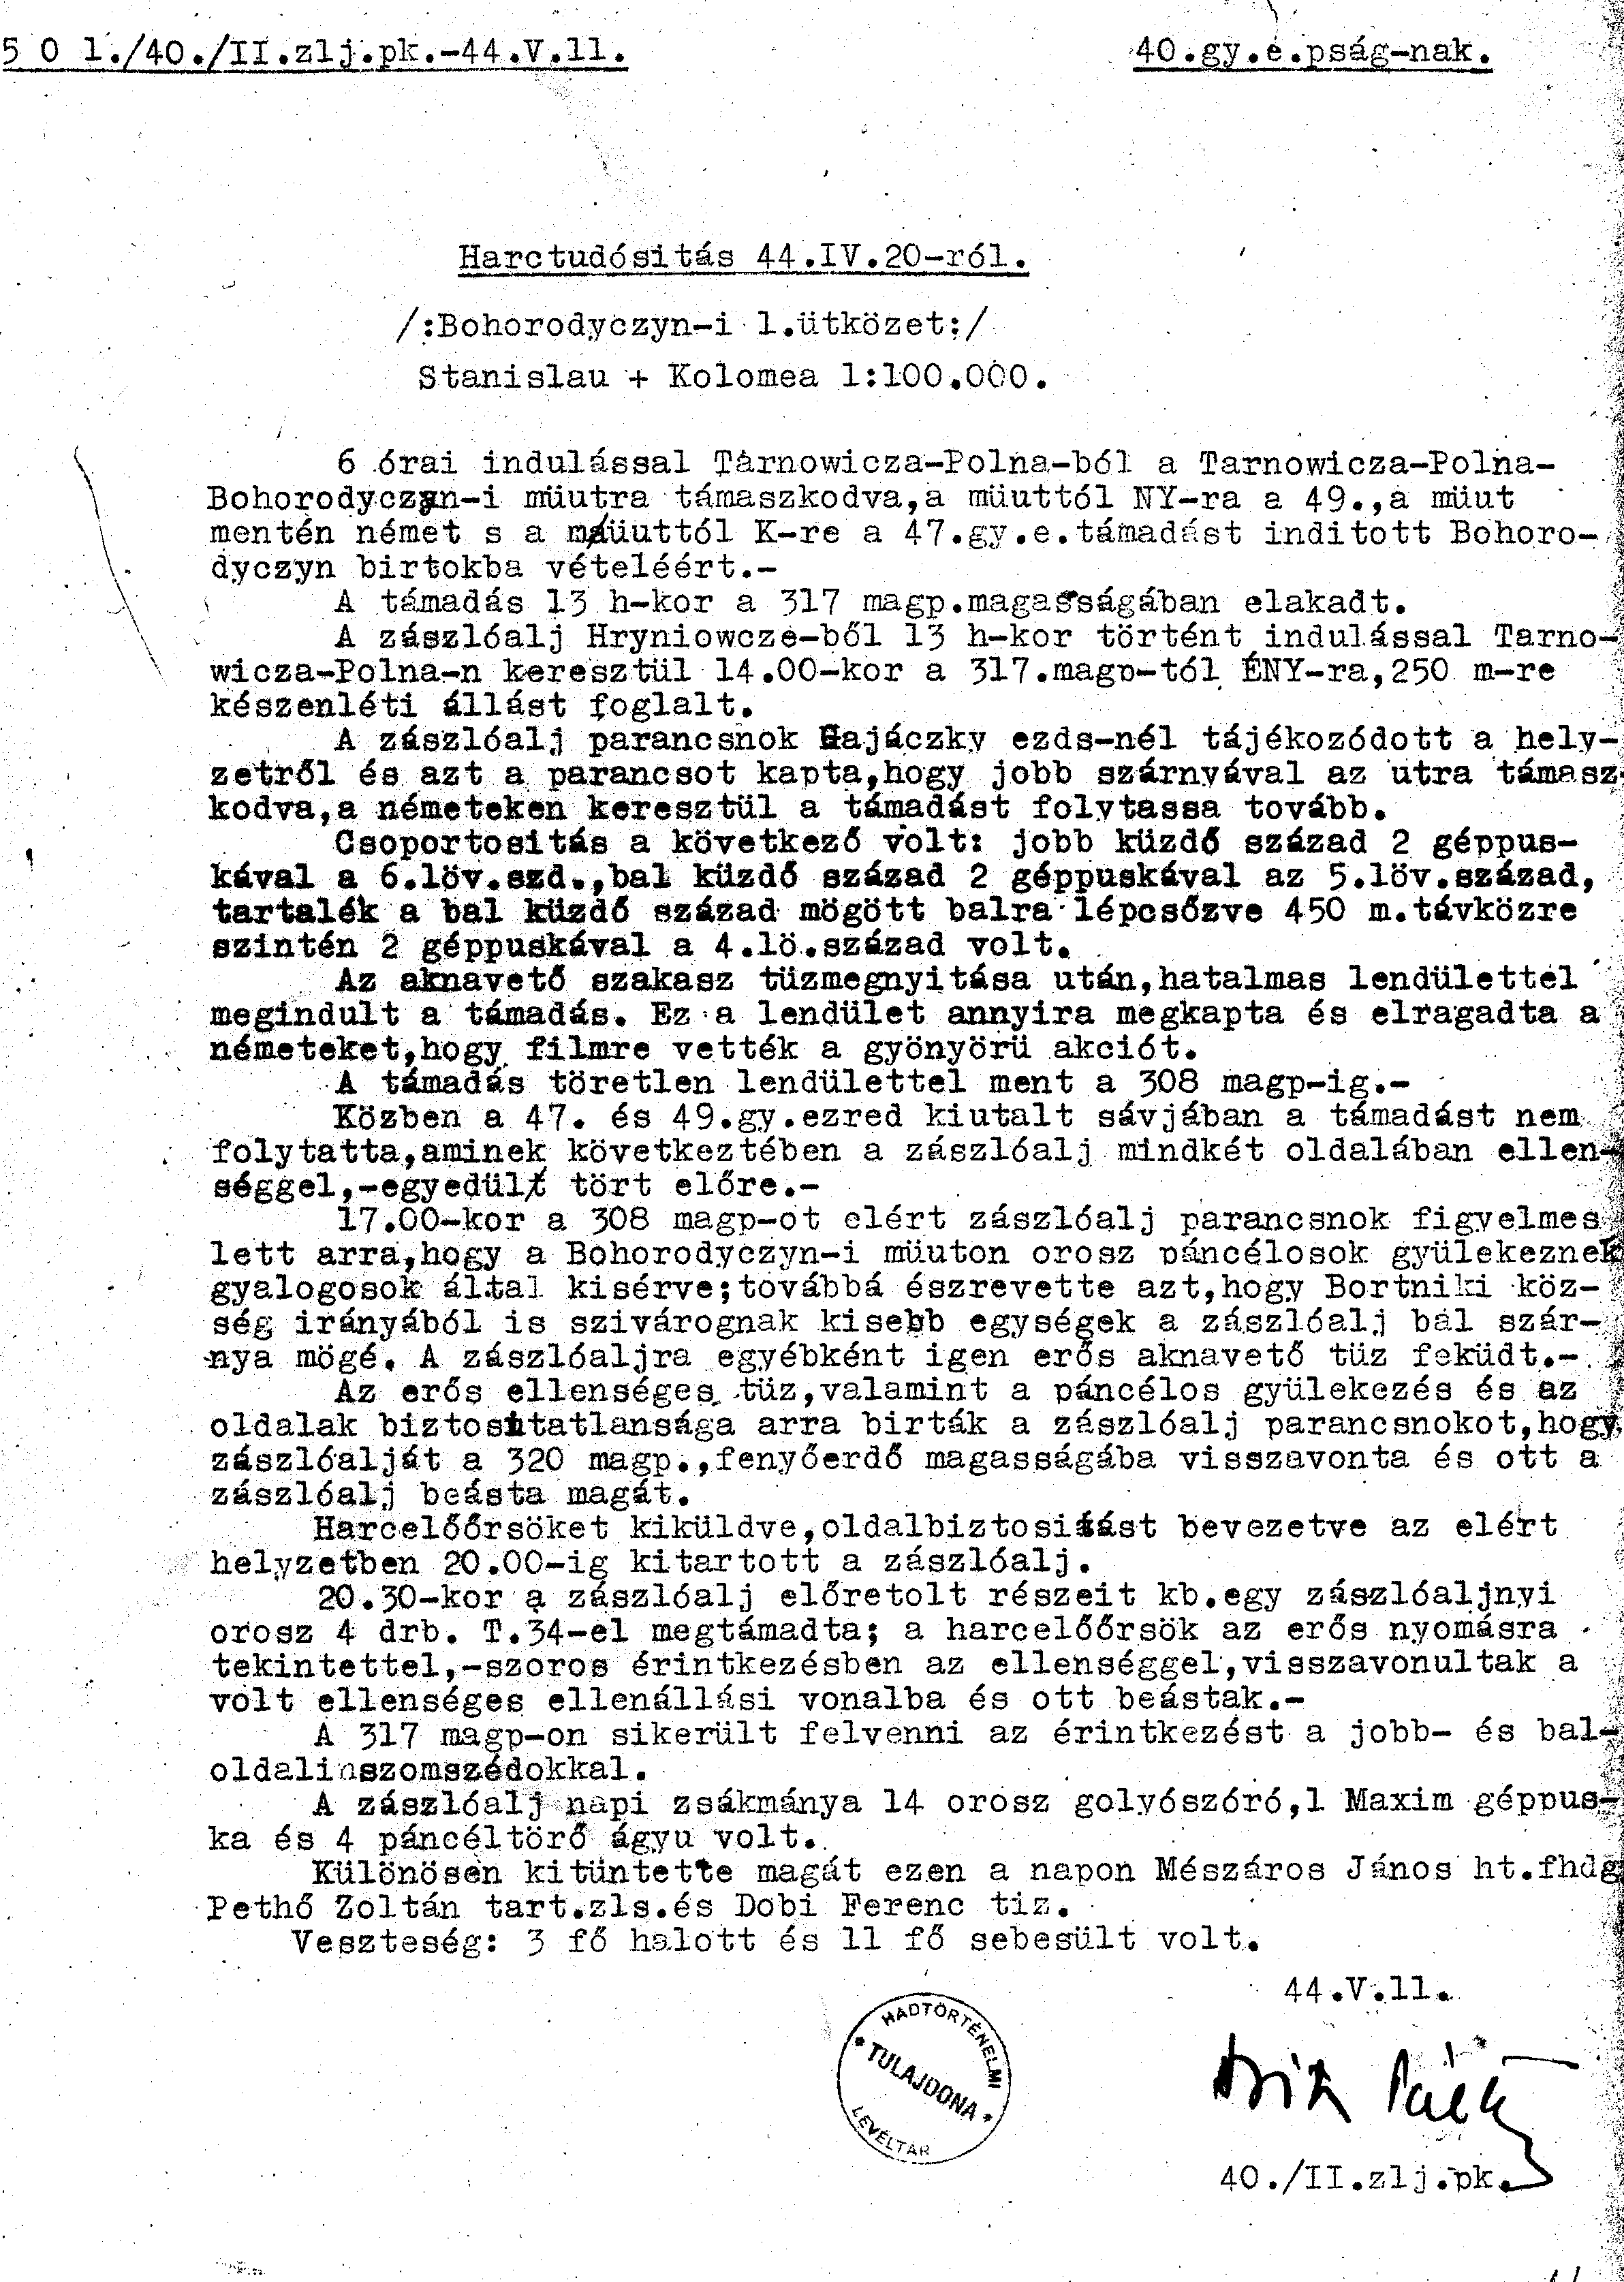 5 0 1./40./II.zlj.pk.-44.V.11. 40.gy.e.pság-nak.
Harctudósitás 44.IV.20-ról.
/:Bohorodyczyn-i 1.ütközet:/
Stanislau + Kolomea 1:100.000.
6 órai indulással Tarnowicza-Polna-ból a Tarnowicza-Polna-
Bohorodyczyn-i müutra támaszkodva,a müuttól NY-ra a 49.,a müut
mentén német s a müuttól K-re a 47.gy.e.támadást inditott Bohoro-
dyczyn birtokba vételéért.-
A támadás 13 h-kor a 317 magp.magasságában elakadt.
A zászlóalj Hryniowcze-ből 13 h-kor történt indulással Tarno-
wicza-Polna-n keresztül 14.00-kor a 317.magp-tól ÉNY-ra,250 m-re
készenléti állást foglalt.
A zászlóalj parancsnok Hajáczky ezds-nél tájékozódott a hely-
zetről és azt a parancsot kapta,hogy jobb szárnyával az utra támasz
kodva,a németeken keresztül a támadást folytassa tovább.
Csoportositás a következő volt: jobb küzdő század 2 géppus-
kával a 6.löv.szd.,bal küzdő század 2 géppuskával az 5.löv.század,
tartalék a bal küzdő század mögött balra lépcsőzve 450 m.távközre
szintén 2 géppuskával a 4.lö.század volt.
Az aknavető szakasz tüzmegnyitása után,hatalmas lendülettel
megindult a támadás. Ez a lendület annyira megkapta és elragadta a
németeket,hogy filmre vették a gyönyörü akciót.
A támadás töretlen lendülettel ment a 308 magp-ig.-
Közben a 47. és 49.gy.ezred kiutalt sávjában a támadást nem
folytatta,aminek következtében a zászlóalj mindkét oldalában ellen-
séggel,-egyedül tört előre.-
17.00-kor a 308 magp-ot elért zászlóalj parancsnok figyelmes
lett arra,hogy a Bohorodyczyn-i müuton orosz páncélosok gyülekeznek
gyalogosok által kisérve;továbbá észrevette azt,hogy Bortniki köz-
ség irányából is szivárognak kisebb egységek a zászlóalj bal szár-
nya mögé. A zászlóaljra egyébként igen erős aknavető tüz feküdt.-
Az erős ellenséges tüz,valamint a páncélos gyülekezés és az
oldalak biztositatlansága arra birták a zászlóalj parancsnokot,hogy
zászlóalját a 320 magp.,fenyőerdő magasságába visszavonta és ott a
zászlóalj beásta magát.
Harcelőőrsöket kiküldve,oldalbiztositást bevezetve az elért
helyzetben 20.00-ig kitartott a zászlóalj.
20.30-kor a zászlóalj előretolt részeit kb.egy zászlóaljnyi
orosz 4 drb. T.34-el megtámadta; a harcelőőrsök az erős nyomásra
tekintettel,-szoros érintkezésben az ellenséggel,visszavonultak a
volt ellenséges ellenállási vonalba és ott beástak.-
A 317 magp-on sikerült felvenni az érintkezést a jobb- és bal-
oldali szomszédokkal.
A zászlóalj napi zsákmánya 14 orosz golyószóró,1 Maxim géppus-
ka és 4 páncéltörő ágyu volt.
Különösen kitüntette magát ezen a napon Mészáros János ht.fhdg
Pethő Zoltán tart.zls.és Dobi Ferenc tiz.
Veszteség: 3 fő halott és 11 fő sebesült volt.
44.V.11.
HADTÖRTÉNELMI
* TULAJDONA *
LEVÉLTÁR
40./II.zlj.pk.